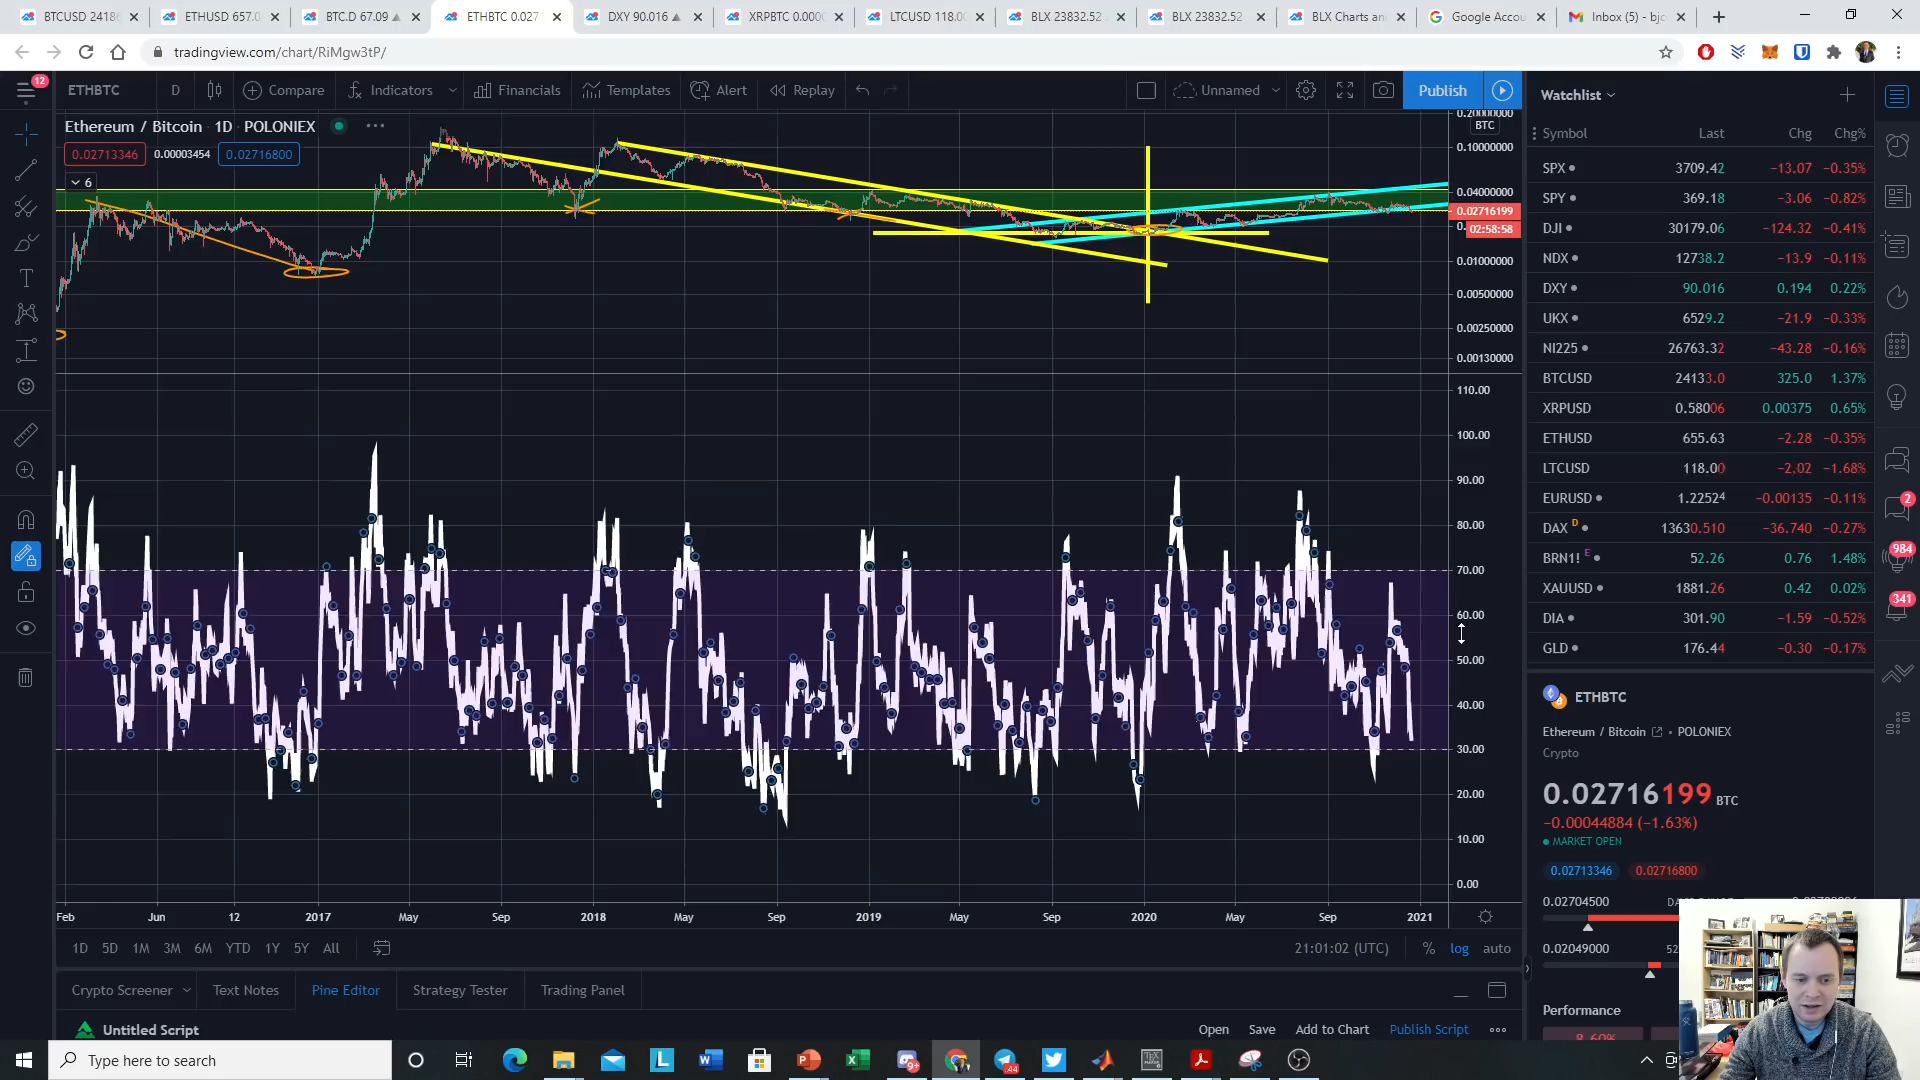 BTCUSD 24186
ETHUSD 657.0
BTC.D 67.09
ETHBTC 0.027
DXY 90.016
XRPBTC 0.000
LTCUSD 118.00
BLX 23832.52
BLX 23832.52
BLX Charts an
Google Accou
Inbox (5) - bjc
tradingview.com/chart/RiMgw3tP/
12
ETHBTC
D
Compare
Indicators
Financials
Templates
Alert
Replay
Unnamed
Publish
Ethereum / Bitcoin · 1D · POLONIEX
0.02713346
0.00003454
0.02716800
6
BTC
0.20000000
0.10000000
0.04000000
0.02716199
02:58:58
0.01000000
0.00500000
0.00250000
0.00130000
110.00
100.00
90.00
80.00
70.00
60.00
50.00
40.00
30.00
20.00
10.00
0.00
Feb
Jun
12
2017
May
Sep
2018
May
Sep
2019
May
Sep
2020
May
Sep
2021
1D
5D
1M
3M
6M
YTD
1Y
5Y
All
21:01:02 (UTC)
%
log
auto
Crypto Screener
Text Notes
Pine Editor
Strategy Tester
Trading Panel
Untitled Script
Open
Save
Add to Chart
Publish Script
Watchlist
Symbol Last Chg Chg%
SPX 3709.42 −13.07 −0.35%
SPY 369.18 −3.06 −0.82%
DJI 30179.06 −124.32 −0.41%
NDX 12738.2 −13.9 −0.11%
DXY 90.016 0.194 0.22%
UKX 6529.2 −21.9 −0.33%
NI225 26763.32 −43.28 −0.16%
BTCUSD 24133.0 325.0 1.37%
XRPUSD 0.58006 0.00375 0.65%
ETHUSD 655.63 −2.28 −0.35%
LTCUSD 118.00 −2.02 −1.68%
EURUSD 1.22524 −0.00135 −0.11%
DAX D 13630.510 −36.740 −0.27%
BRN1! E 52.26 0.76 1.48%
XAUUSD 1881.26 0.42 0.02%
DIA 301.90 −1.59 −0.52%
GLD 176.44 −0.30 −0.17%
ETHBTC
Ethereum / Bitcoin • POLONIEX
Crypto
0.02716199 BTC
−0.00044884 (−1.63%)
MARKET OPEN
0.02713346
0.02716800
0.02704500
0.02049000
Performance
2
984
341
Type here to search
9+
44